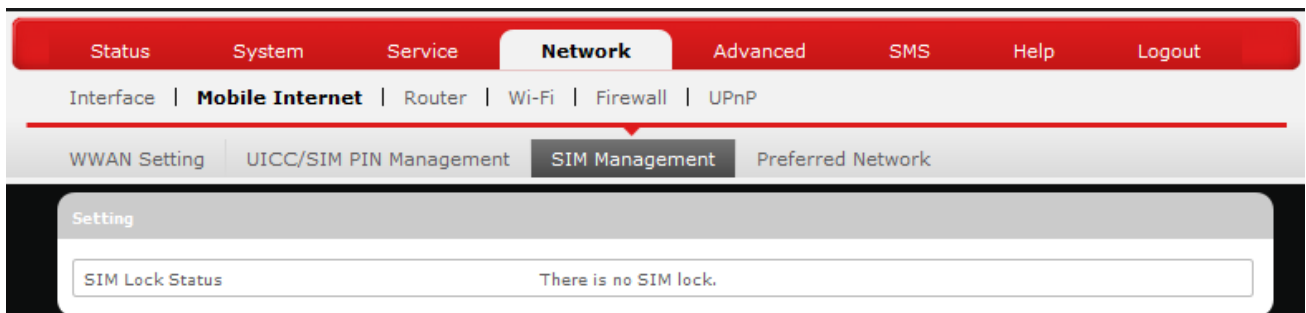 Status System Service Network Advanced SMS Help Logout
Interface | Mobile Internet | Router | Wi-Fi | Firewall | UPnP
WWAN Setting UICC/SIM PIN Management SIM Management Preferred Network
Setting
SIM Lock Status There is no SIM lock.